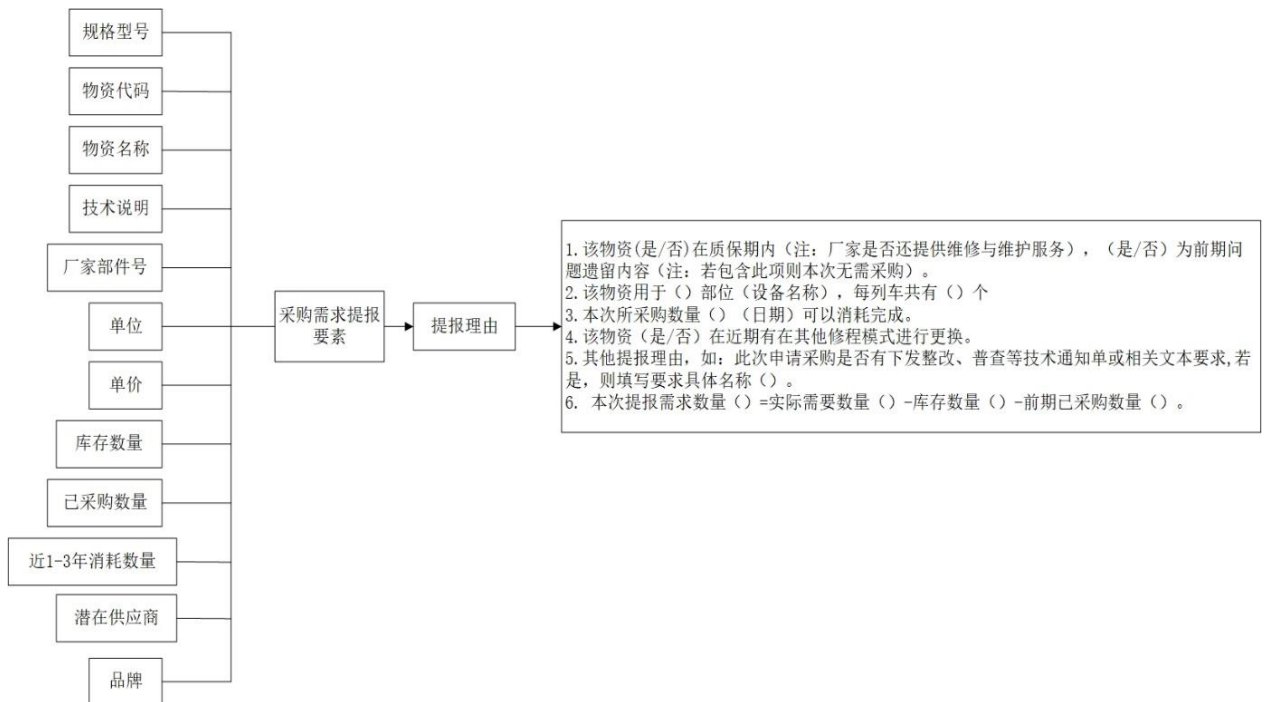 规格型号
物资代码
物资名称
技术说明
厂家部件号
单位
单价
库存数量
已采购数量
近1-3年消耗数量
潜在供应商
品牌
采购需求提报
要素
提报理由
1.该物资(是/否)在质保期内（注：厂家是否还提供维修与维护服务），（是/否）为前期问
题遗留内容（注：若包含此项则本次无需采购）。
2.该物资用于（）部位（设备名称），每列车共有（）个
3.本次所采购数量（）（日期）可以消耗完成。
4.该物资（是/否）在近期有在其他修程模式进行更换。
5.其他提报理由，如：此次申请采购是否有下发整改、普查等技术通知单或相关文本要求,若
是，则填写要求具体名称（）。
6. 本次提报需求数量（）=实际需要数量（）-库存数量（）-前期已采购数量（）。